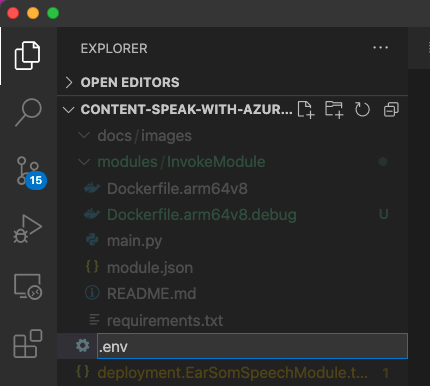 EXPLORER
OPEN EDITORS
CONTENT-SPEAK-WITH-AZUR...
docs/images
modules/InvokeModule
15
Dockerfile.arm64v8
Dockerfile.arm64v8.debug U
main.py
module.json
README.md
requirements.txt
.env
deployment.EarSomSpeechModule.t... 1